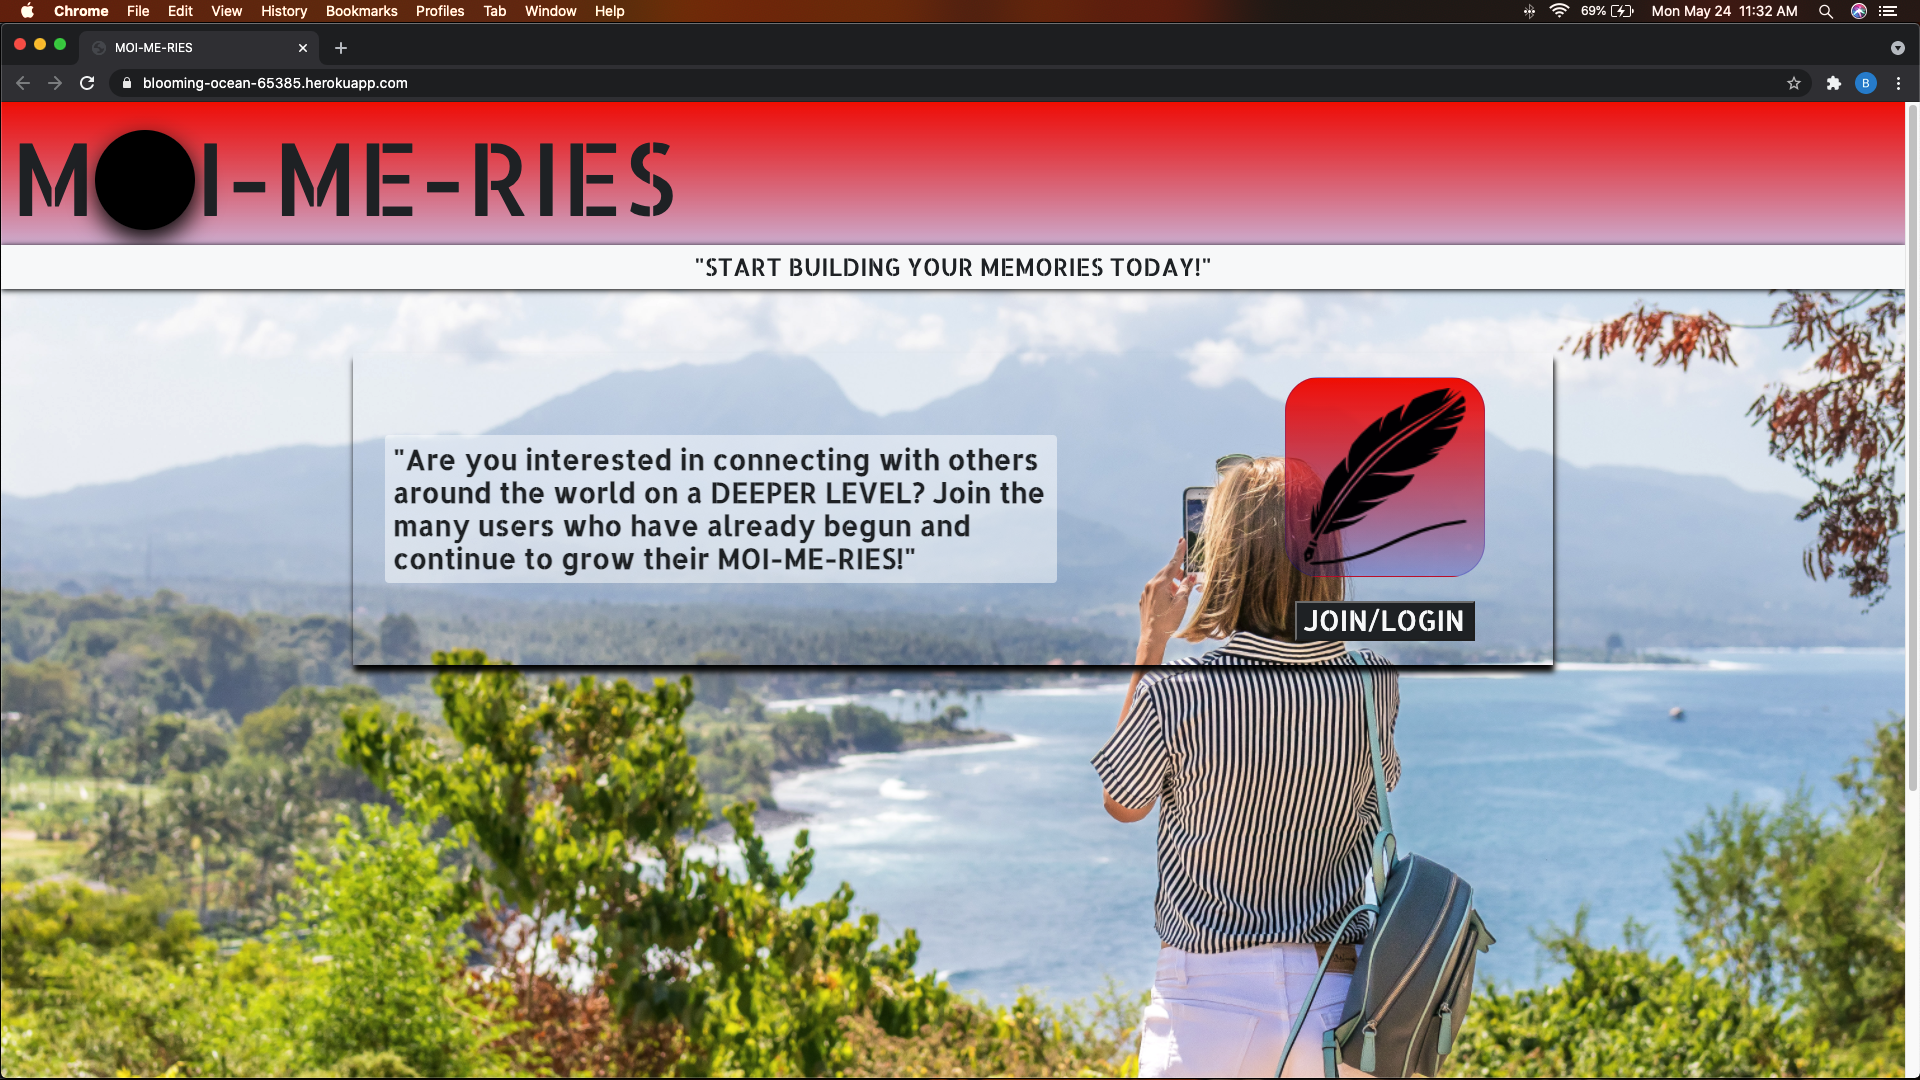 Chrome File Edit View History Bookmarks Profiles Tab Window Help 69% Mon May 24 11:32 AM
MOI-ME-RIES
blooming-ocean-65385.herokuapp.com B
M I-ME-RIES
"START BUILDING YOUR MEMORIES TODAY!"
"Are you interested in connecting with others
around the world on a DEEPER LEVEL? Join the
many users who have already begun and
continue to grow their MOI-ME-RIES!"
JOIN/LOGIN